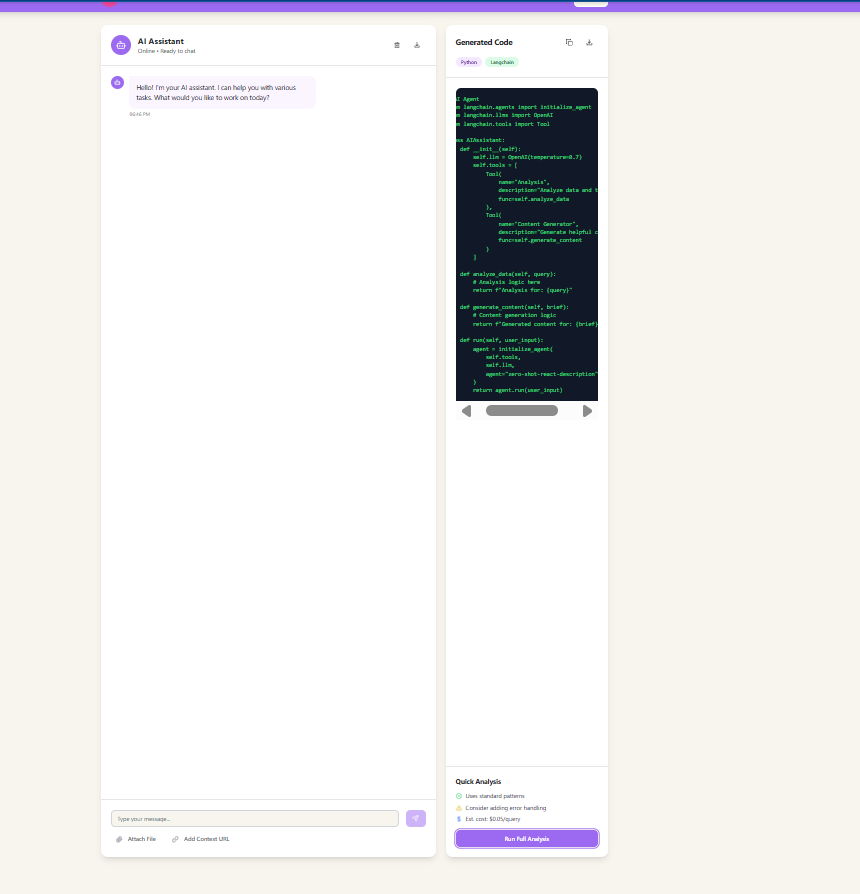 AI Assistant
Online • Ready to chat
Hello! I'm your AI assistant. I can help you with various
tasks. What would you like to work on today?
Type your message...
Attach File
Add Context URL
Generated Code
Python
Langchain
AI Agent
m langchain.agents import initialize_agent
m langchain.llms import OpenAI
m langchain.tools import Tool
ss AIAssistant:
def __init__(self):
self.llm = OpenAI(temperature=0.7)
self.tools = [
Tool(
name="Analysis",
description="Analyze data and t
func=self.analyze_data
),
Tool(
name="Content Generator",
description="Generate helpful c
func=self.generate_content
)
]
def analyze_data(self, query):
# Analysis logic here
return f"Analysis for: {query}"
def generate_content(self, brief):
# Content generation logic
return f"Generated content for: {brief}
def run(self, user_input):
agent = initialize_agent(
self.tools,
self.llm,
agent="zero-shot-react-description"
)
return agent.run(user_input)
Quick Analysis
Uses standard patterns
Consider adding error handling
Est. cost: $0.05/query
Run Full Analysis